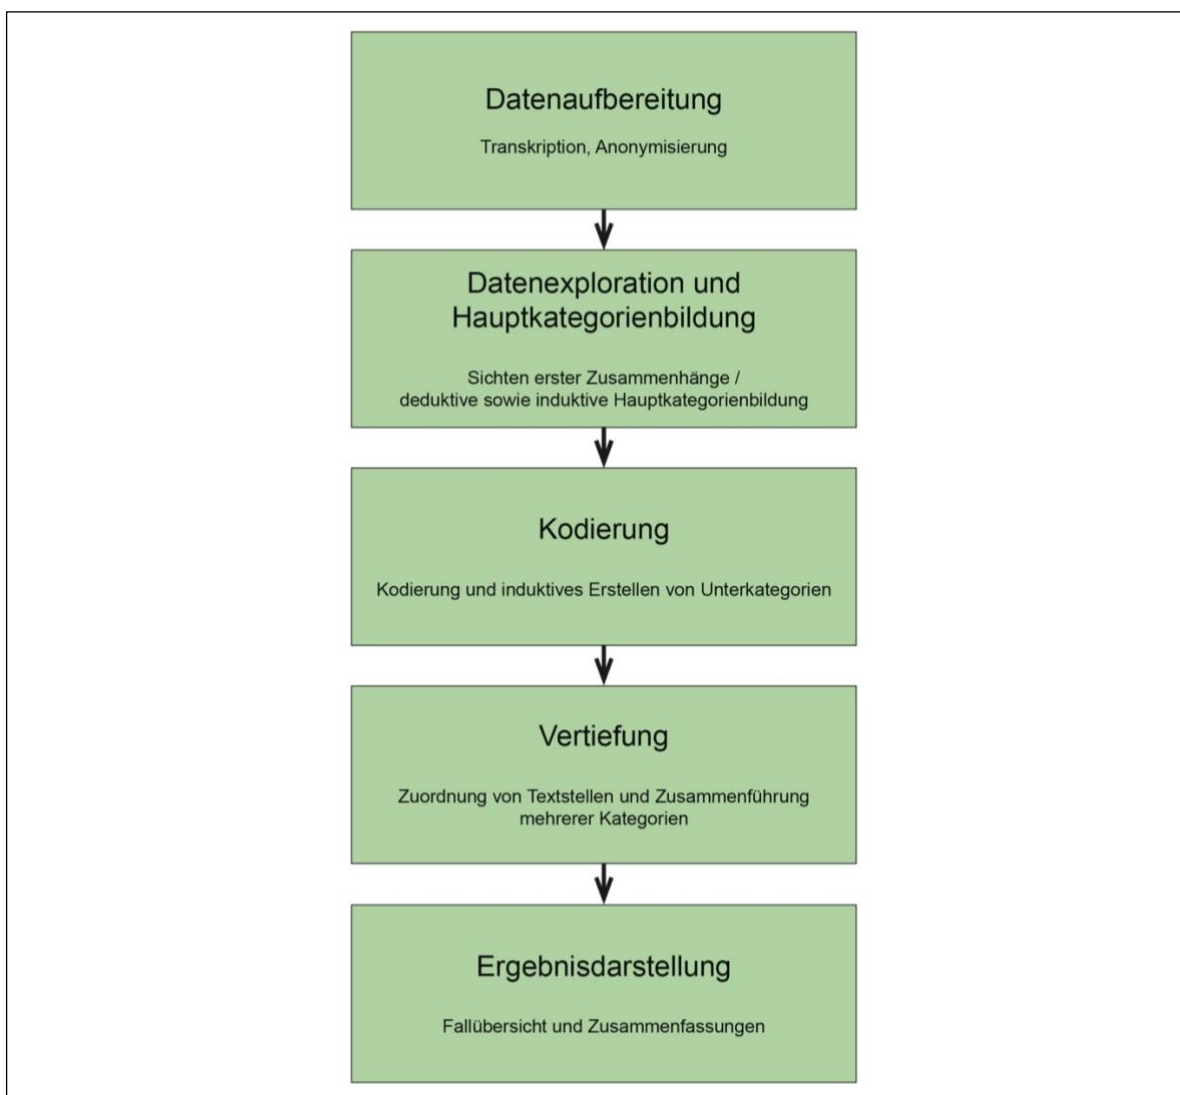 Datenaufbereitung
Transkription, Anonymisierung
Datenexploration und
Hauptkategorienbildung
Sichten erster Zusammenhänge /
deduktive sowie induktive Hauptkategorienbildung
Kodierung
Kodierung und induktives Erstellen von Unterkategorien
Vertiefung
Zuordnung von Textstellen und Zusammenführung
mehrerer Kategorien
Ergebnisdarstellung
Fallübersicht und Zusammenfassungen